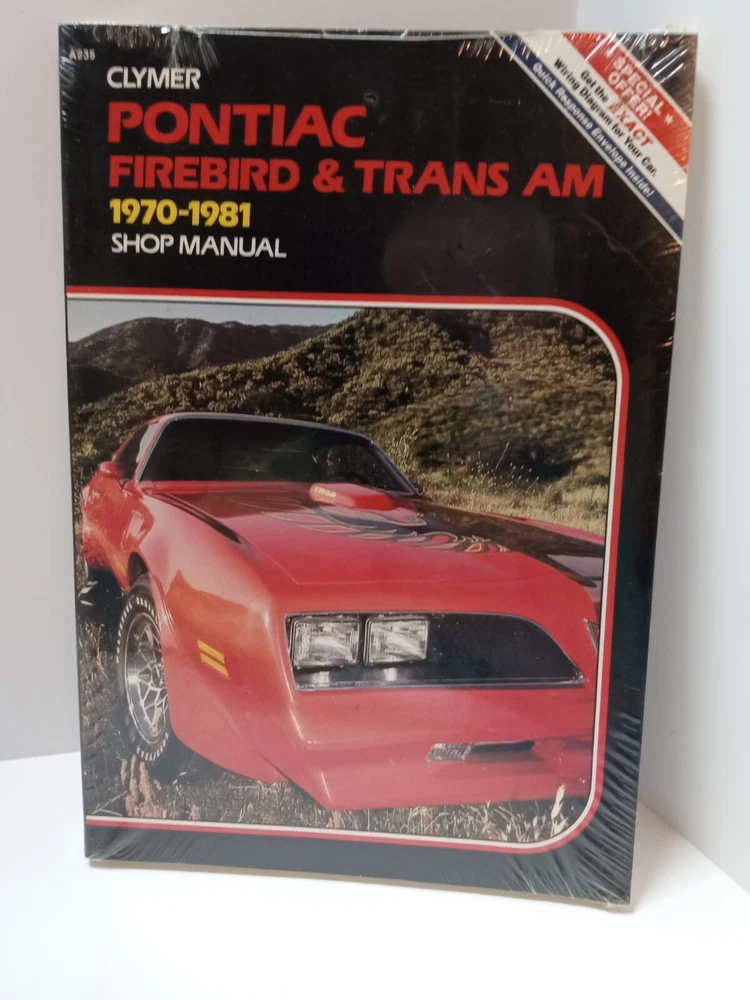 A235
CLYMER
PONTIAC
FIREBIRD & TRANS AM
1970-1981
SHOP MANUAL
SPECIAL
OFFER!
Get the EXACT
Wiring Diagram for Your Car.
Quick Response Envelope Inside!